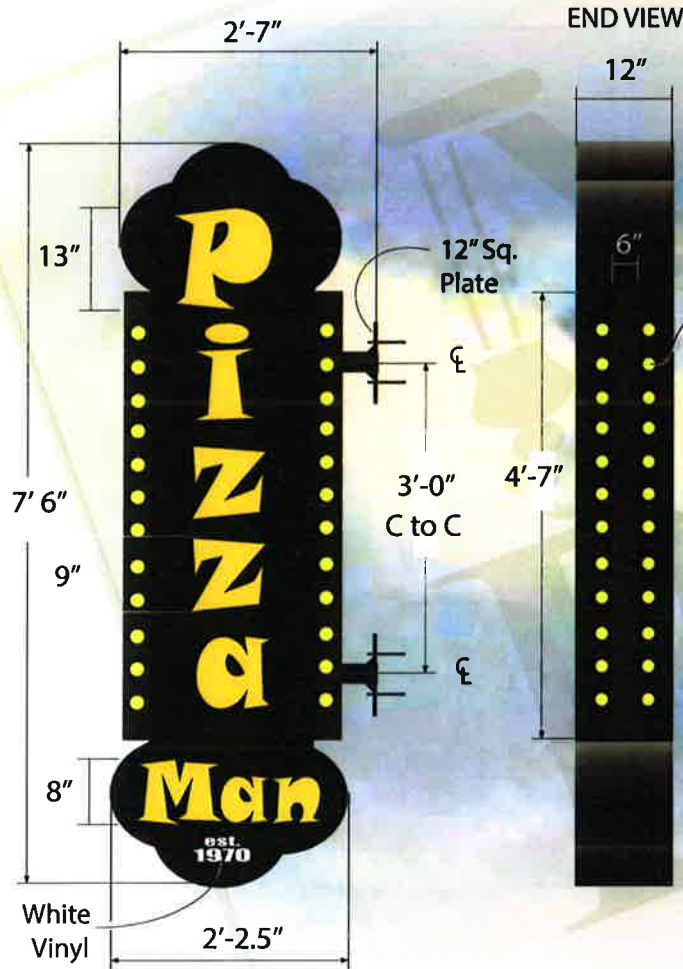 END VIEW
2'-7"
12"
13"
12" Sq.
Plate
6"
℄
7' 6"
3'-0"
C to C
4'-7"
9"
℄
8"
2'-2.5"
White
Vinyl
P
i
z
z
a
Man
est.
1970